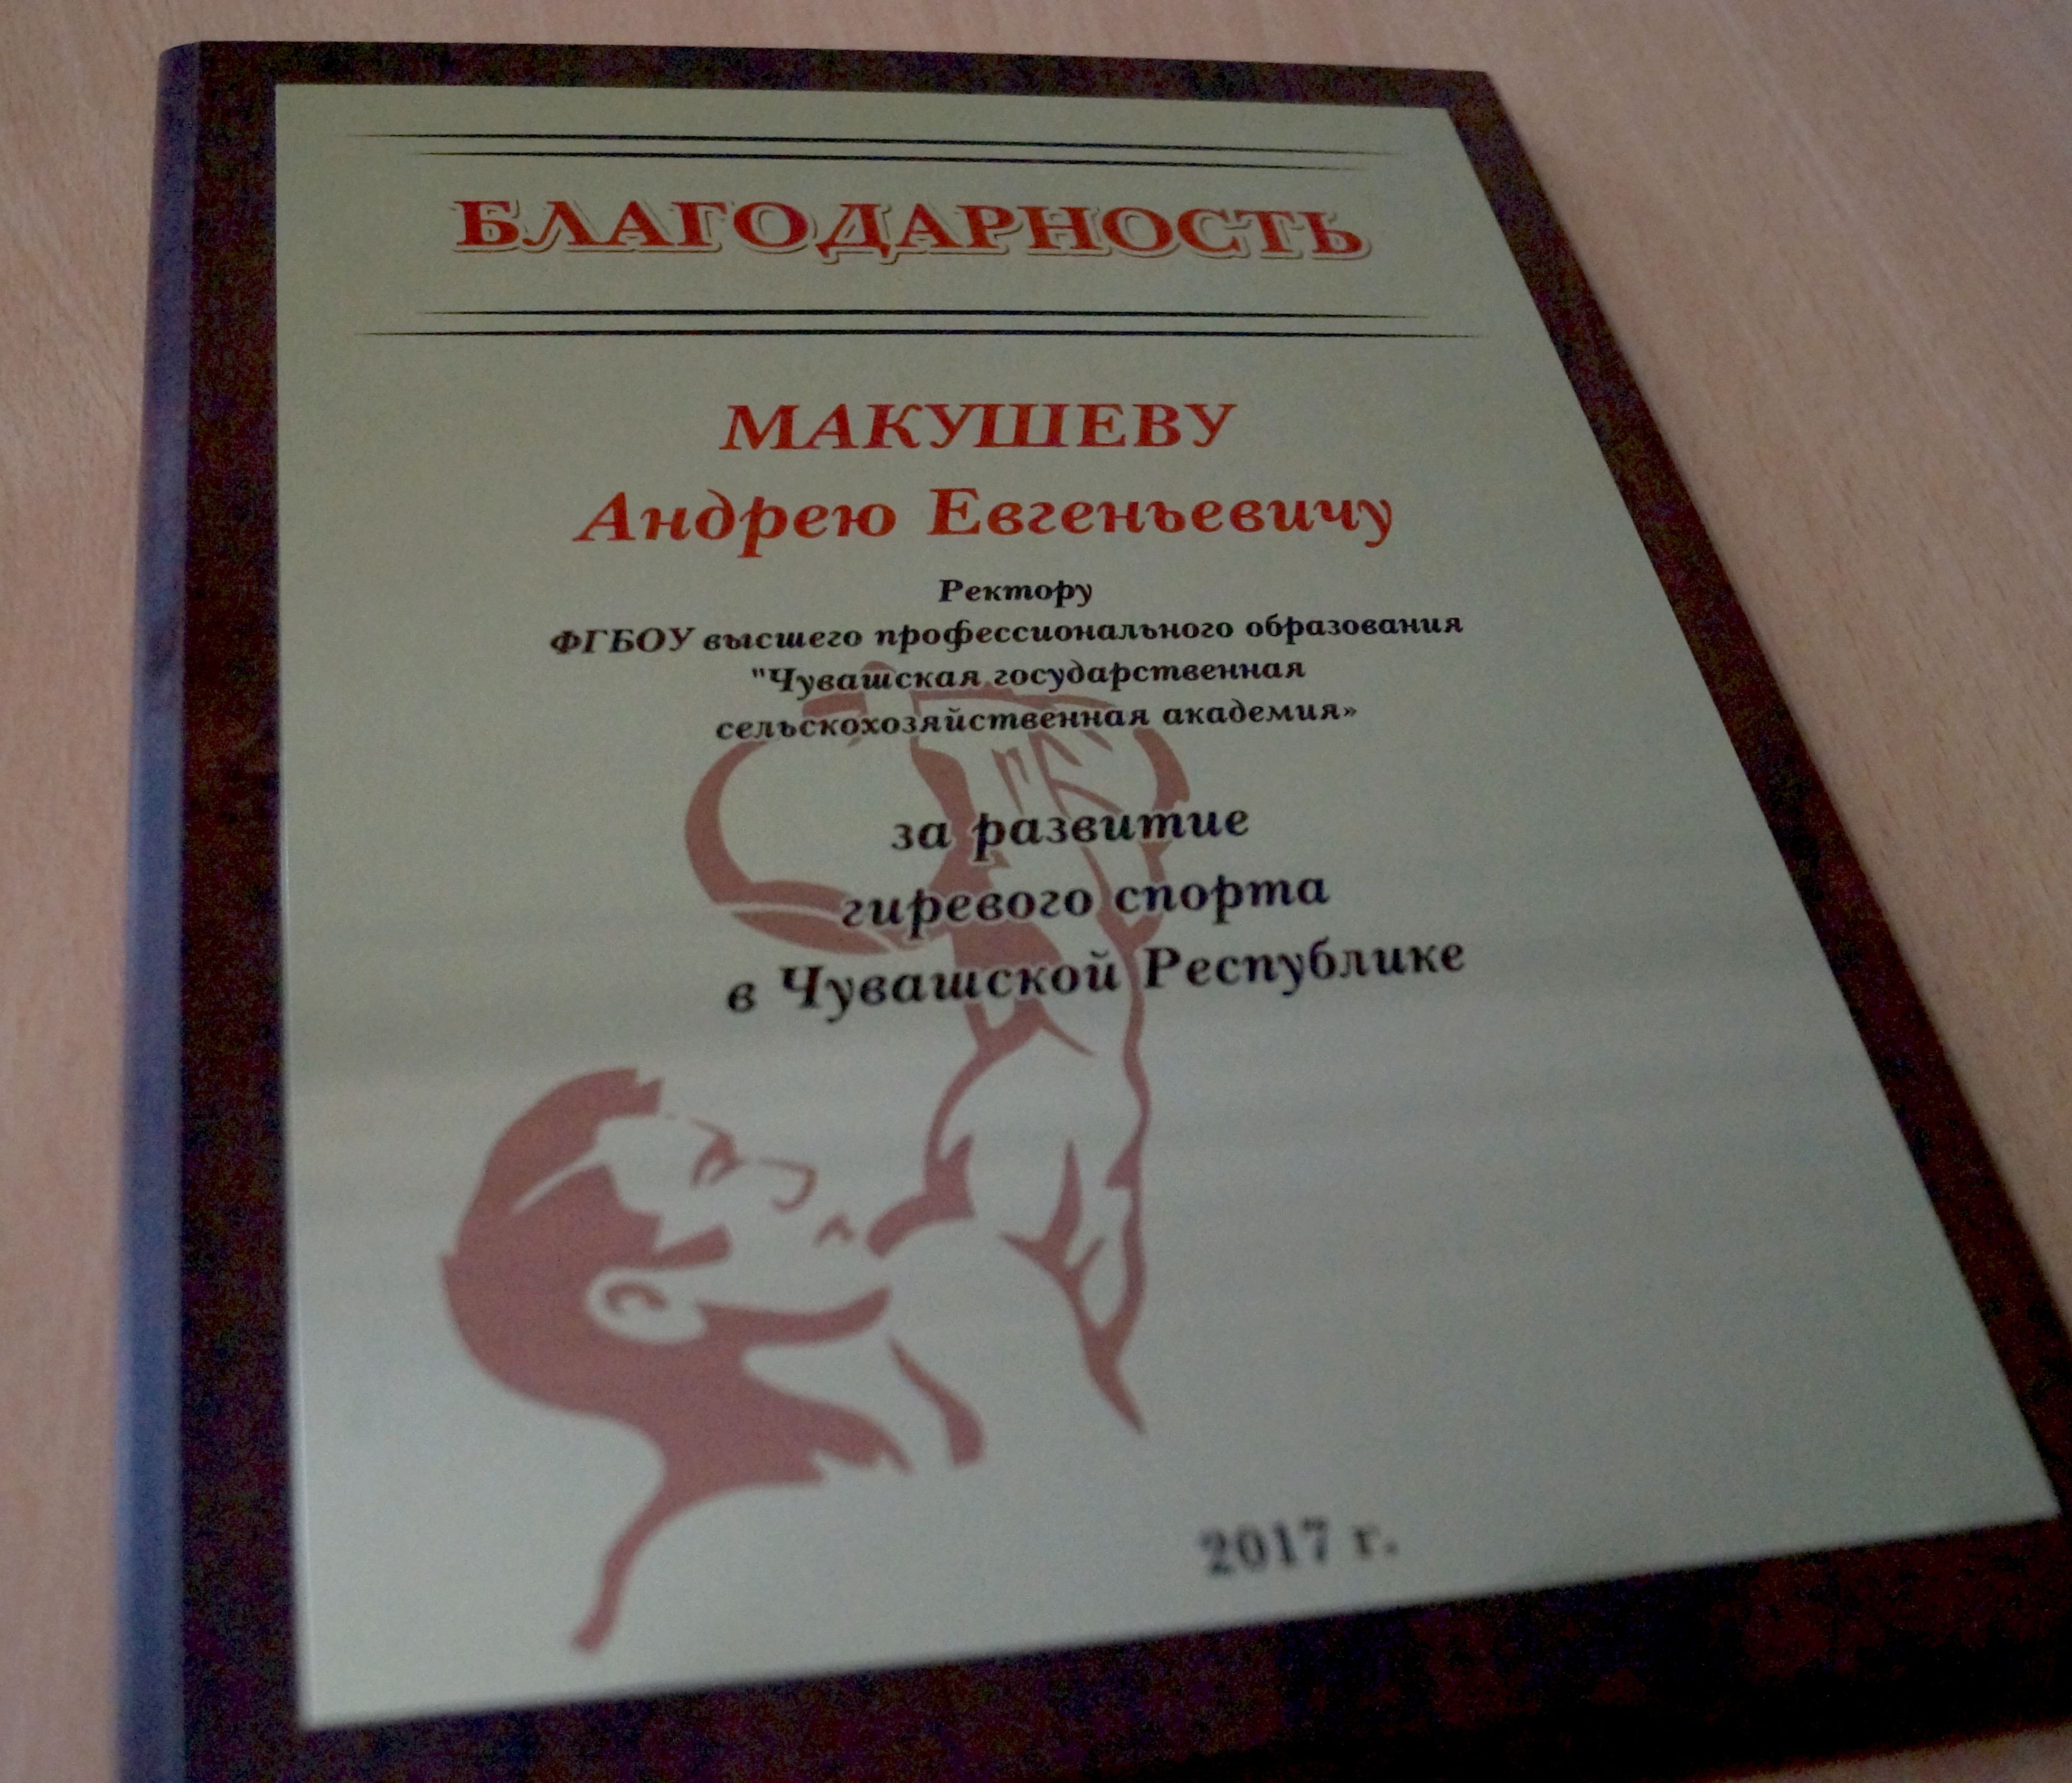 БЛАГОДАРНОСТЬ
МАКУШЕВУ
Андрею Евгеньевичу
Ректору
ФГБОУ высшего профессионального образования
"Чувашская государственная
сельскохозяйственная академия»
за развитие
гиревого спорта
в Чувашской Республике
2017 г.